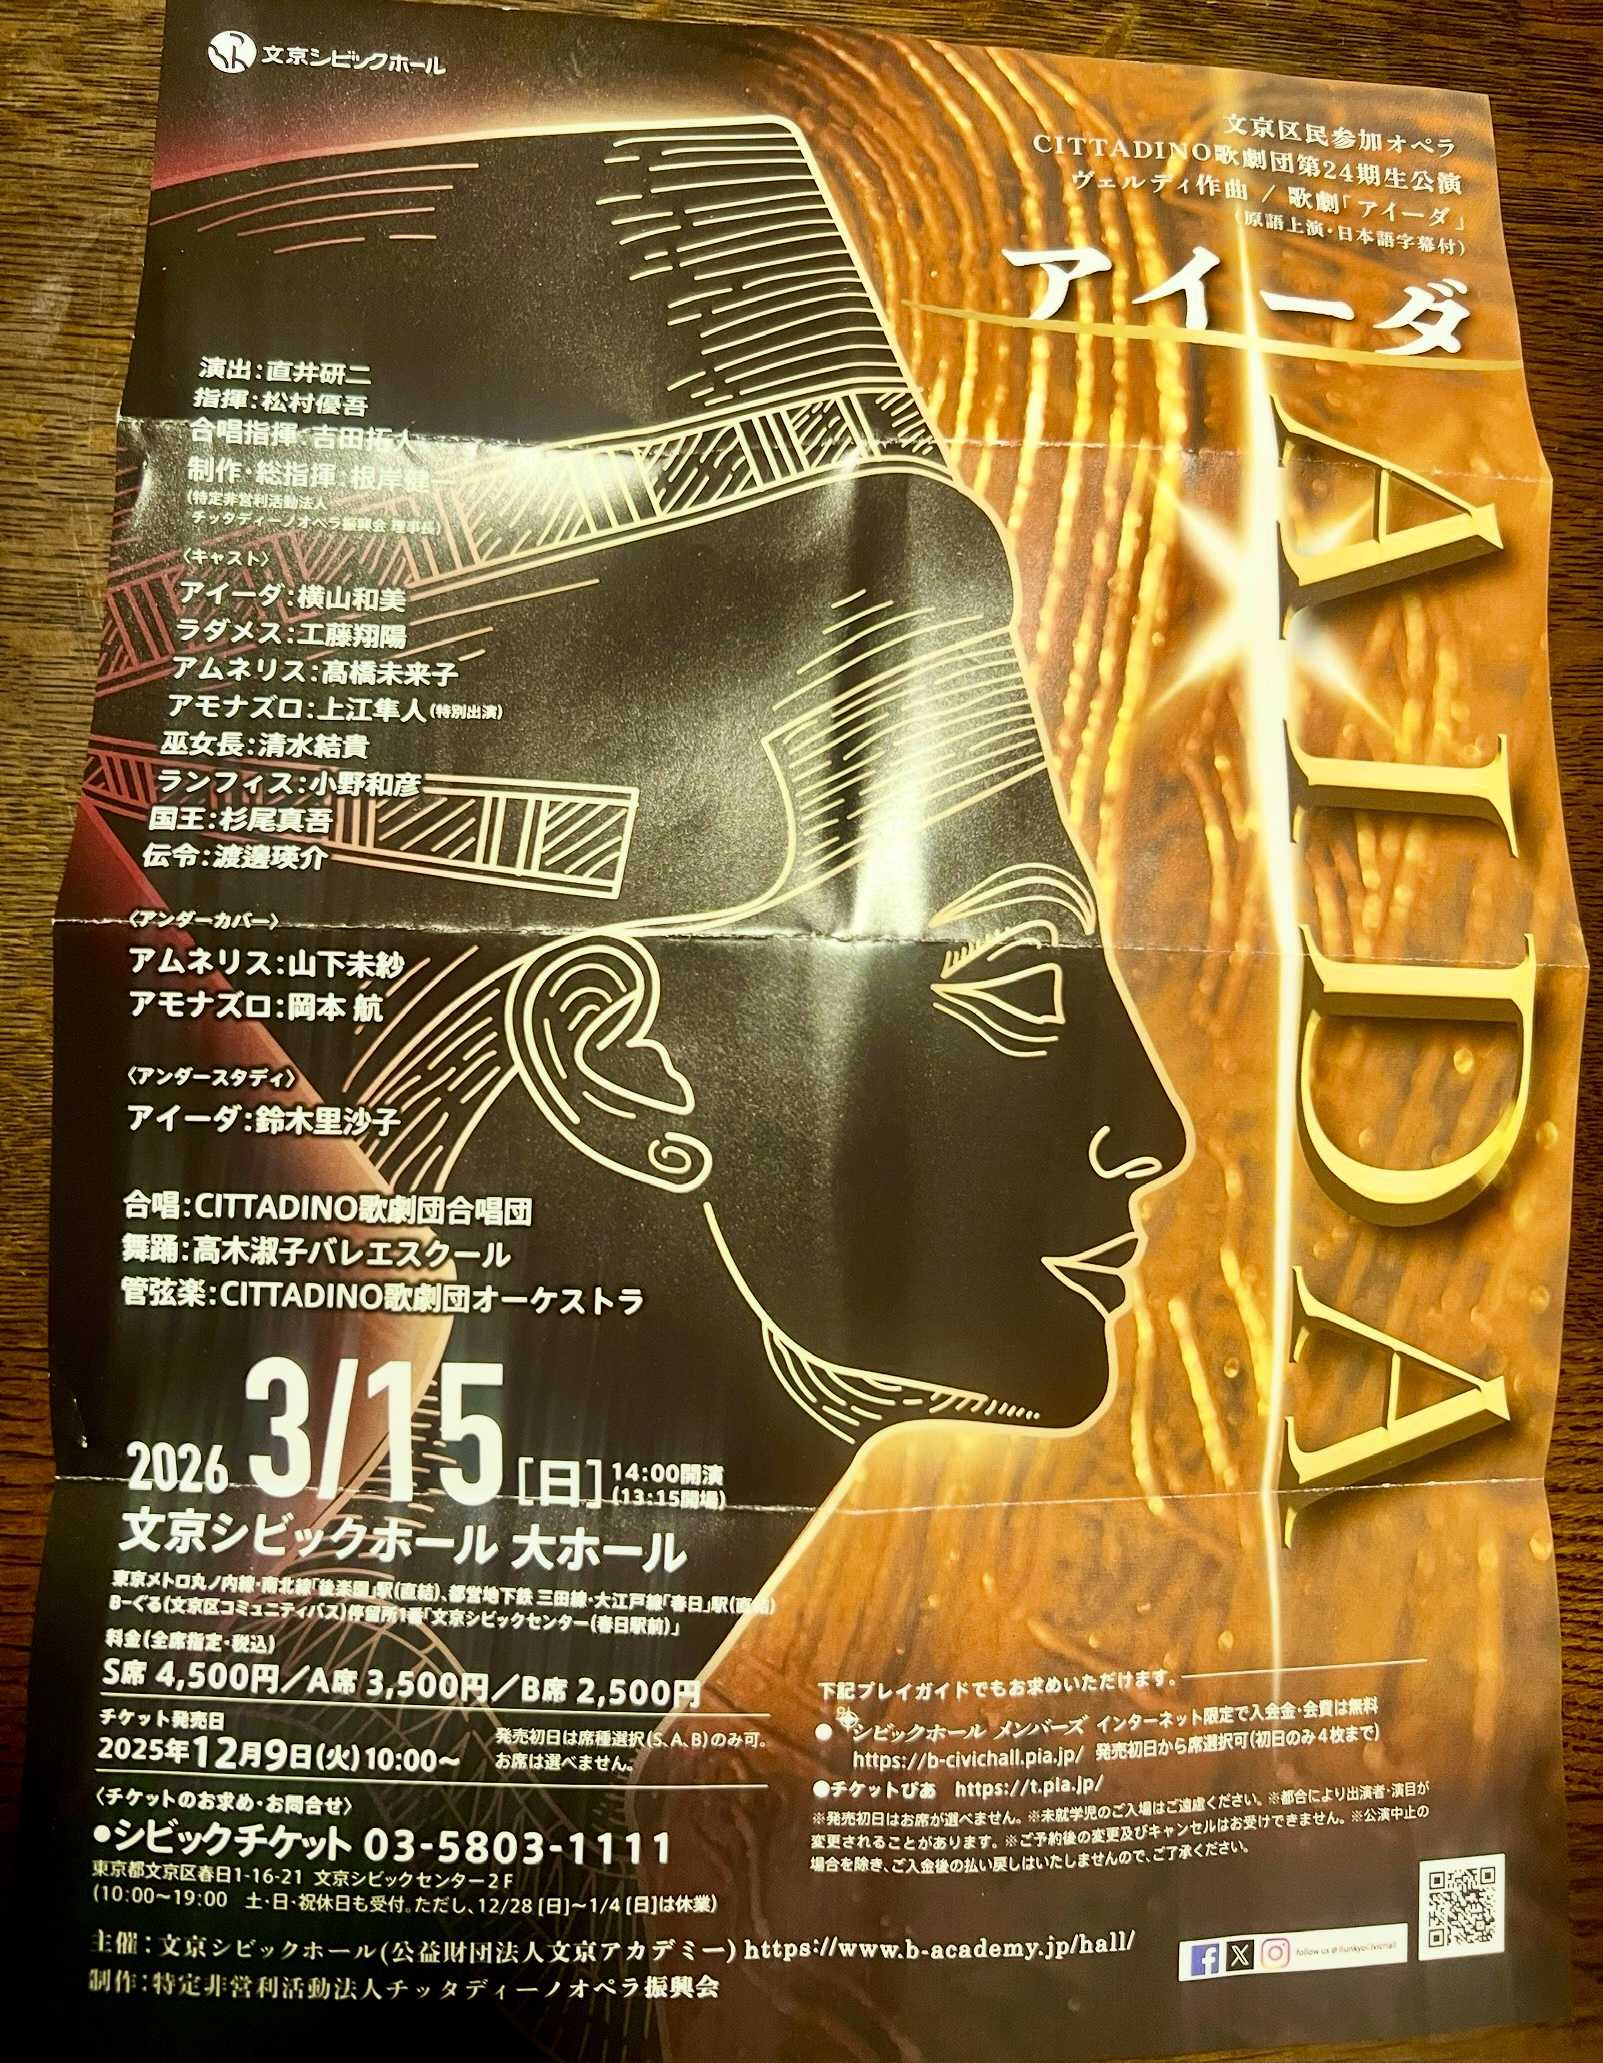 文京シビックホール
文京区民参加オペラ
CITTADINO歌劇団第24期生公演
ヴェルディ作曲 / 歌劇「アイーダ」
(原語上演・日本語字幕付)
アイーダ
AIDA
演出:直井研二
指揮:松村優吾
合唱指揮:吉田拓人
制作・総指揮:根岸健一
(特定非営利活動法人
チッタディーノオペラ振興会 理事長)
〈キャスト〉
アイーダ:横山和美
ラダメス:工藤翔陽
アムネリス:髙橋未来子
アモナズロ:上江隼人(特別出演)
巫女長:清水結貴
ランフィス:小野和彦
国王:杉尾真吾
伝令:渡邊瑛介
〈アンダーカバー〉
アムネリス:山下未紗
アモナズロ:岡本 航
〈アンダースタディ〉
アイーダ:鈴木里沙子
合唱:CITTADINO歌劇団合唱団
舞踊:高木淑子バレエスクール
管弦楽:CITTADINO歌劇団オーケストラ
2026 3/15[日]14:00開演
(13:15開場)
文京シビックホール 大ホール
東京メトロ丸ノ内線・南北線「後楽園」駅(直結)、都営地下鉄 三田線・大江戸線「春日」駅(直結)
B-ぐる(文京区コミュニティバス)停留所1番「文京シビックセンター(春日駅前)」
料金(全席指定・税込)
S席 4,500円/A席 3,500円/B席 2,500円
チケット発売日
2025年12月9日(火)10:00~
発売初日は席種選択(S、A、B)のみ可。
お席は選べません。
〈チケットのお求め・お問合せ〉
●シビックチケット 03-5803-1111
東京都文京区春日1-16-21 文京シビックセンター2F
(10:00~19:00 土・日・祝休日も受付。ただし、12/28[日]~1/4[日]は休業)
下記プレイガイドでもお求めいただけます。
●シビックホール メンバーズ インターネット限定で入会金・会費は無料
https://b-civichall.pia.jp/ 発売初日から席選択可(初日のみ4枚まで)
●チケットぴあ https://t.pia.jp/
※発売初日はお席が選べません。※未就学児のご入場はご遠慮ください。※都合により出演者・演目が
変更されることがあります。※ご予約後の変更及びキャンセルはお受けできません。※公演中止の
場合を除き、ご入金後の払い戻しはいたしませんので、ご了承ください。
主催:文京シビックホール(公益財団法人文京アカデミー)https://www.b-academy.jp/hall/
制作:特定非営利活動法人チッタディーノオペラ振興会
follow us